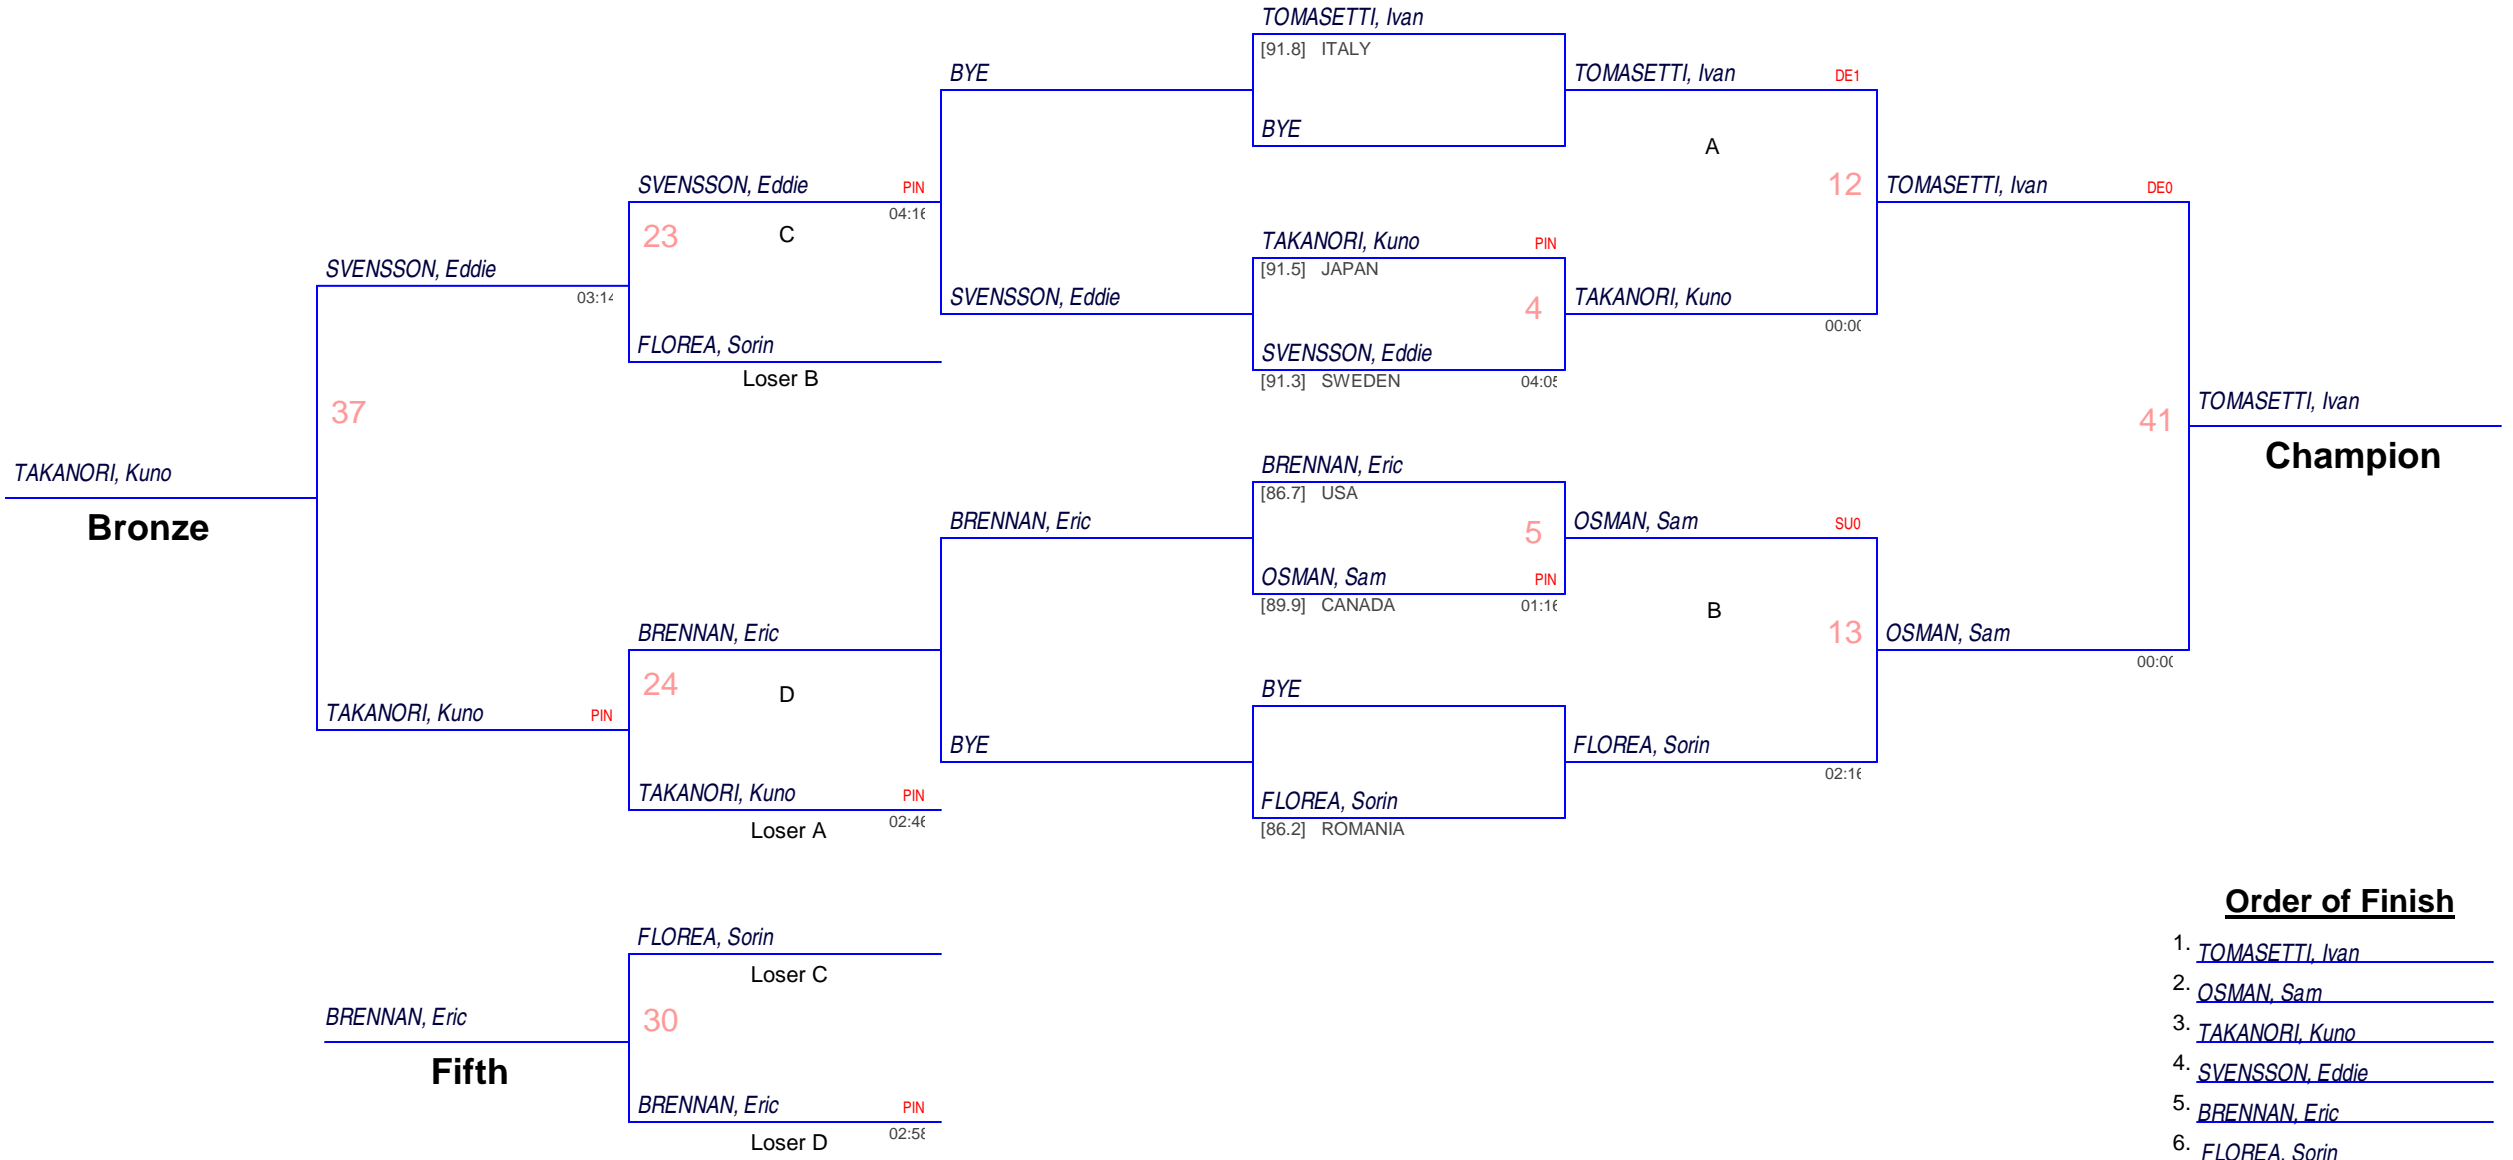 TOMASETTI, Ivan
[91.8] ITALY
BYE
TOMASETTI, Ivan DE1
BYE
A
SVENSSON, Eddie PIN
04:16
12
TOMASETTI, Ivan DE0
23
C
TAKANORI, Kuno PIN
[91.5] JAPAN
SVENSSON, Eddie
03:14
SVENSSON, Eddie
4
TAKANORI, Kuno
00:00
FLOREA, Sorin
Loser B
SVENSSON, Eddie
[91.3] SWEDEN 04:05
37
41
TOMASETTI, Ivan
Champion
TAKANORI, Kuno
Bronze
BRENNAN, Eric
[86.7] USA
BRENNAN, Eric
5
OSMAN, Sam SU0
OSMAN, Sam PIN
[89.9] CANADA 01:16
B
BRENNAN, Eric
13
OSMAN, Sam
00:00
24
D
BYE
TAKANORI, Kuno PIN
BYE
FLOREA, Sorin
02:16
TAKANORI, Kuno PIN
Loser A 02:46
FLOREA, Sorin
[86.2] ROMANIA
FLOREA, Sorin
Loser C
BRENNAN, Eric
30
Fifth
BRENNAN, Eric PIN
Loser D 02:58
Order of Finish
1. TOMASETTI, Ivan
2. OSMAN, Sam
3. TAKANORI, Kuno
4. SVENSSON, Eddie
5. BRENNAN, Eric
6. FLOREA, Sorin